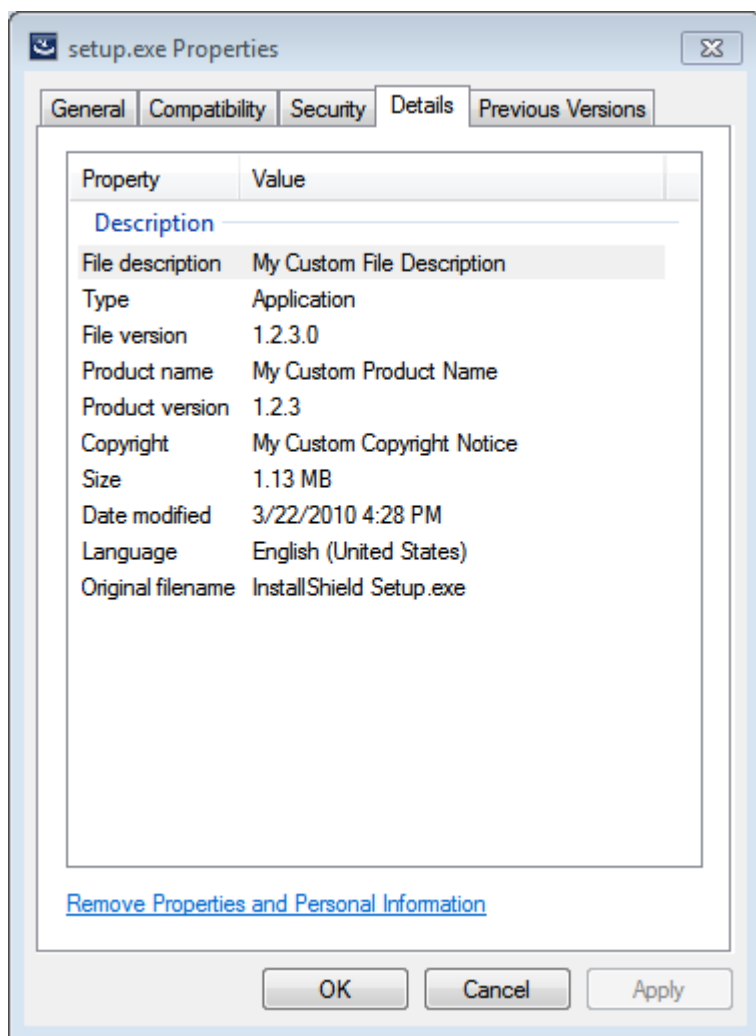 setup.exe Properties
General Compatibility Security Details Previous Versions
Property Value
Description
File description My Custom File Description
Type Application
File version 1.2.3.0
Product name My Custom Product Name
Product version 1.2.3
Copyright My Custom Copyright Notice
Size 1.13 MB
Date modified 3/22/2010 4:28 PM
Language English (United States)
Original filename InstallShield Setup.exe
Remove Properties and Personal Information
OK Cancel Apply